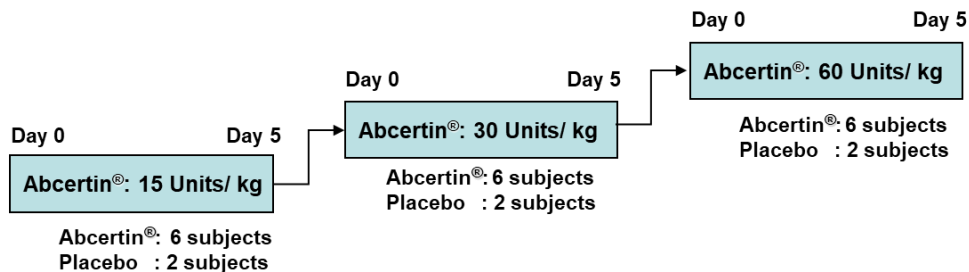 Day 0 Day 5
Abcertin®: 15 Units/ kg
Abcertin®: 6 subjects
Placebo : 2 subjects
Day 0 Day 5
Abcertin®: 30 Units/ kg
Abcertin®: 6 subjects
Placebo : 2 subjects
Day 0 Day 5
Abcertin®: 60 Units/ kg
Abcertin®: 6 subjects
Placebo : 2 subjects